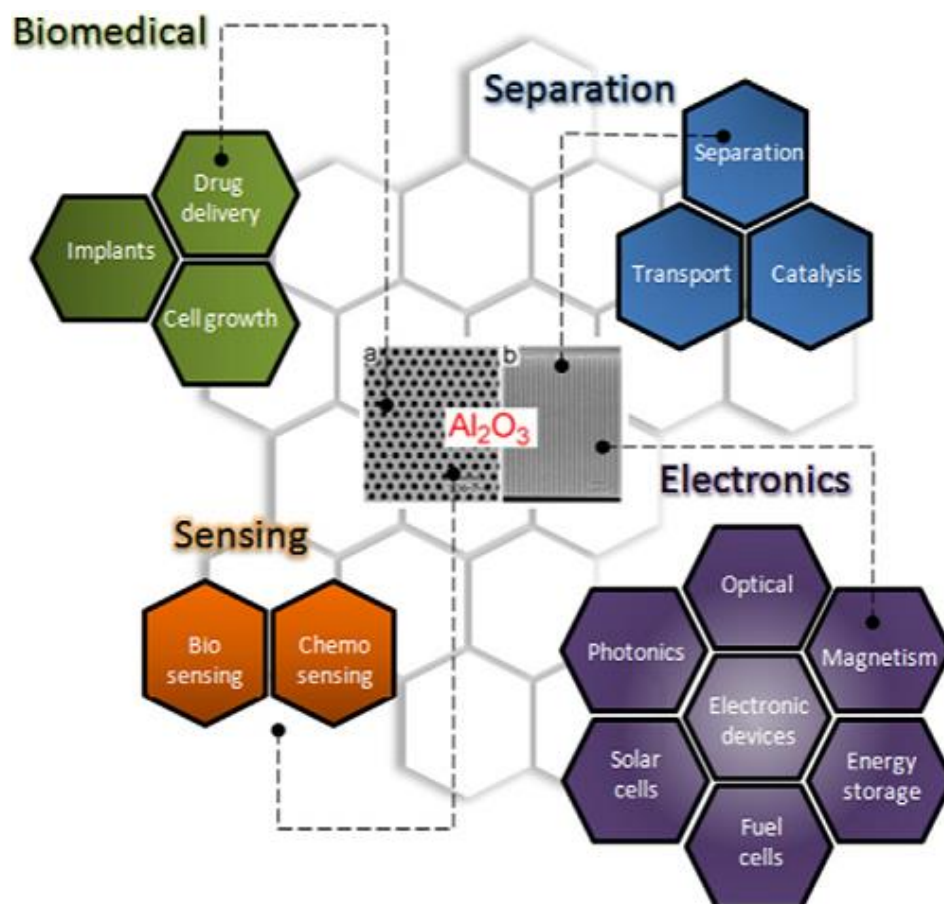 Biomedical
Drug
delivery
Implants
Cell growth
Separation
Separation
Transport
Catalysis
a
b
Al₂O₃
Sensing
Bio
sensing
Chemo
sensing
Electronics
Optical
Photonics
Magnetism
Electronic
devices
Solar
cells
Energy
storage
Fuel
cells